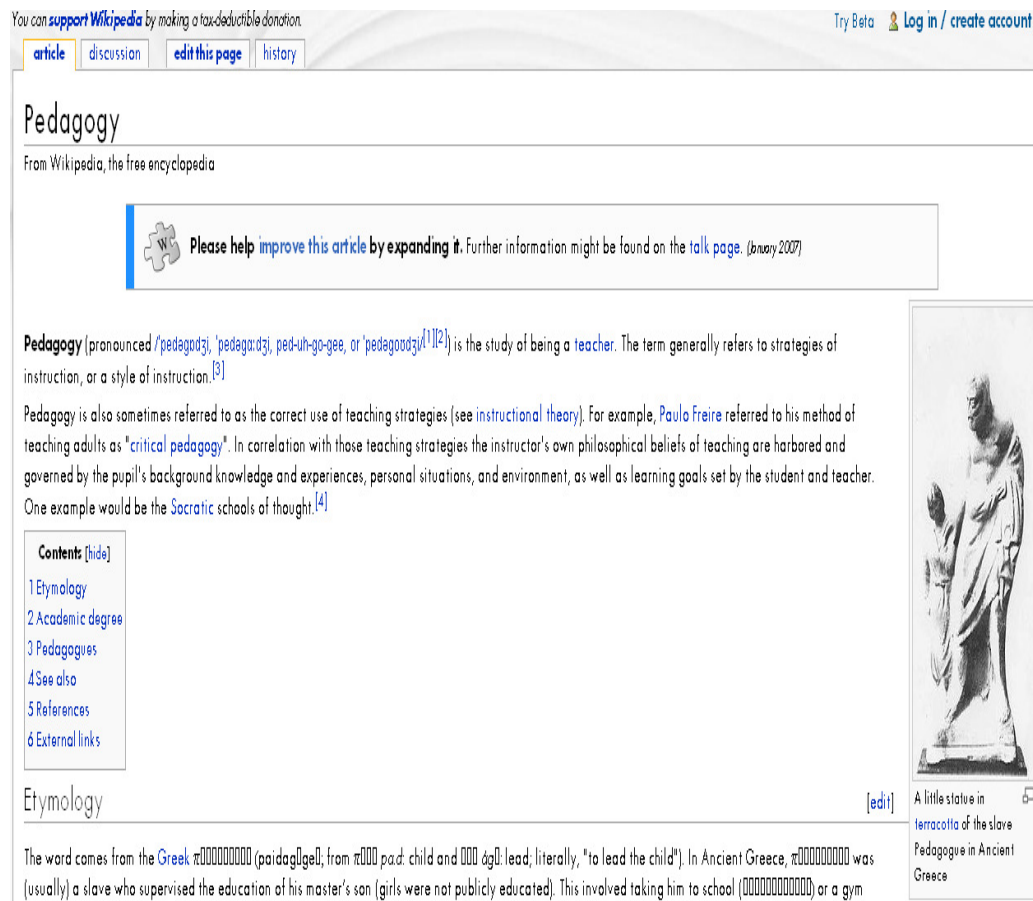 You can support Wikipedia by making a tax-deductible donation.
Try Beta Log in / create account
article discussion edit this page history
Pedagogy
From Wikipedia, the free encyclopedia
W
Please help improve this article by expanding it. Further information might be found on the talk page. (January 2007)
Pedagogy (pronounced /ˈpɛdəɡɒdʒi, ˈpɛdəɡɑːdʒi, ped-uh-go-gee, or ˈpɛdəɡoʊdʒi/[1][2]) is the study of being a teacher. The term generally refers to strategies of
instruction, or a style of instruction.[3]
Pedagogy is also sometimes referred to as the correct use of teaching strategies (see instructional theory). For example, Paulo Freire referred to his method of
teaching adults as "critical pedagogy". In correlation with those teaching strategies the instructor's own philosophical beliefs of teaching are harbored and
governed by the pupil's background knowledge and experiences, personal situations, and environment, as well as learning goals set by the student and teacher.
One example would be the Socratic schools of thought.[4]
Contents [hide]
1 Etymology
2 Academic degree
3 Pedagogues
4 See also
5 References
6 External links
A little statue in
terracotta of the slave
Pedagogue in Ancient
Greece
Etymology [edit]
The word comes from the Greek (from child and lead; literally, "to lead the child"). In Ancient Greece, was
(usually) a slave who supervised the education of his master's son (girls were not publicly educated). This involved taking him to school () or a gym